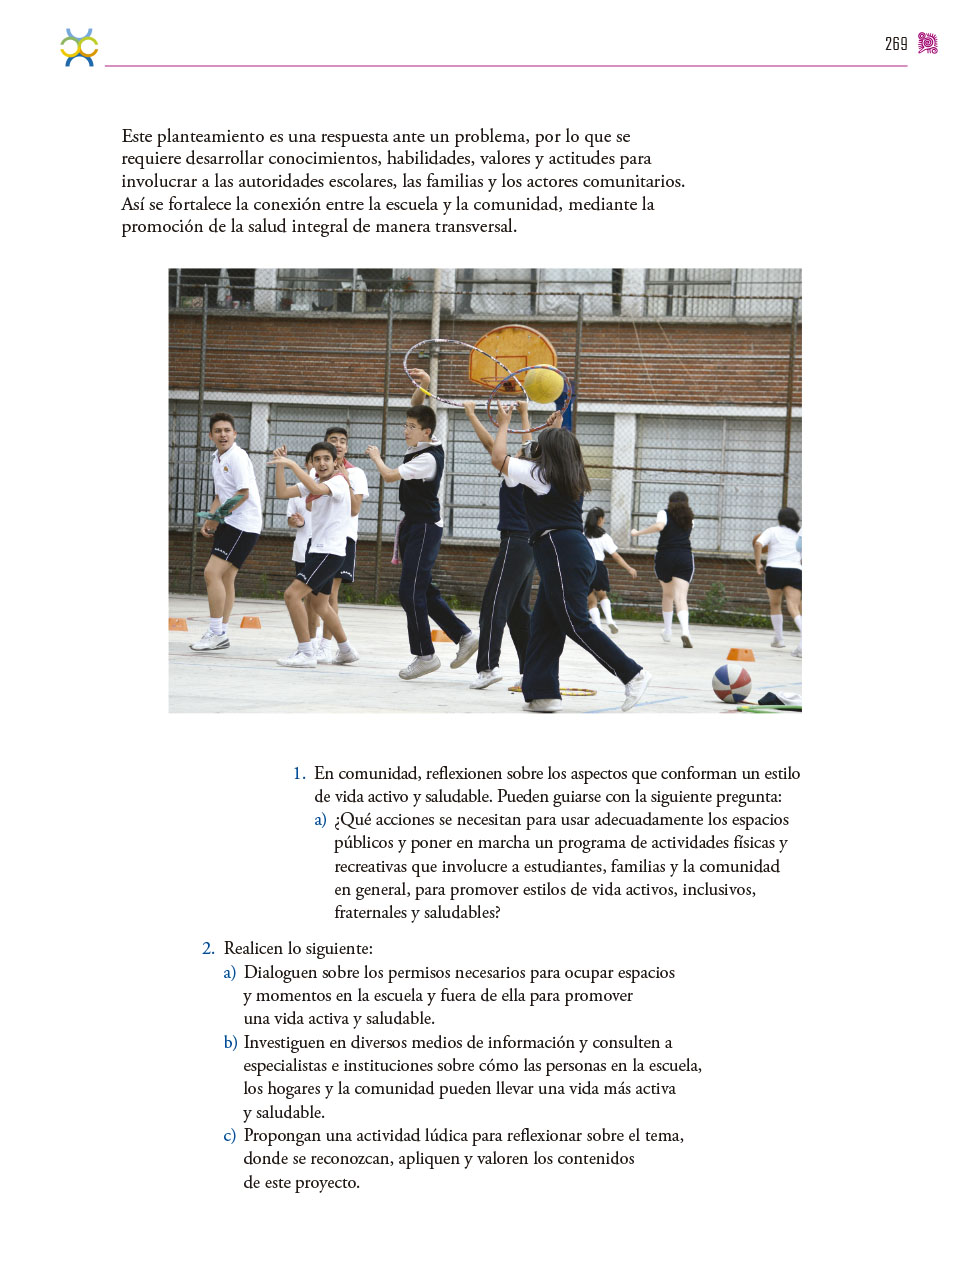 269
Este planteamiento es una respuesta ante un problema, por lo que se
requiere desarrollar conocimientos, habilidades, valores y actitudes para
involucrar a las autoridades escolares, las familias y los actores comunitarios.
Así se fortalece la conexión entre la escuela y la comunidad, mediante la
promoción de la salud integral de manera transversal.
1. En comunidad, reflexionen sobre los aspectos que conforman un estilo
de vida activo y saludable. Pueden guiarse con la siguiente pregunta:
a) ¿Qué acciones se necesitan para usar adecuadamente los espacios
públicos y poner en marcha un programa de actividades físicas y
recreativas que involucre a estudiantes, familias y la comunidad
en general, para promover estilos de vida activos, inclusivos,
fraternales y saludables?
2. Realicen lo siguiente:
a) Dialoguen sobre los permisos necesarios para ocupar espacios
y momentos en la escuela y fuera de ella para promover
una vida activa y saludable.
b) Investiguen en diversos medios de información y consulten a
especialistas e instituciones sobre cómo las personas en la escuela,
los hogares y la comunidad pueden llevar una vida más activa
y saludable.
c) Propongan una actividad lúdica para reflexionar sobre el tema,
donde se reconozcan, apliquen y valoren los contenidos
de este proyecto.